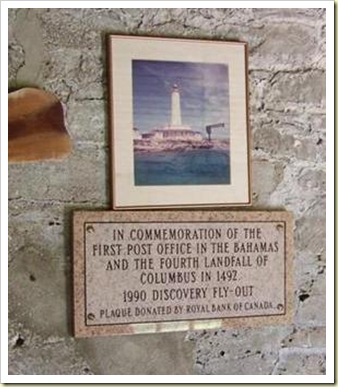 IN COMMEMORATION OF THE
FIRST POST OFFICE IN THE BAHAMAS
AND THE FOURTH LANDFALL OF
COLUMBUS IN 1492.
1990 DISCOVERY FLY-OUT
PLAQUE DONATED BY ROYAL BANK OF CANADA.